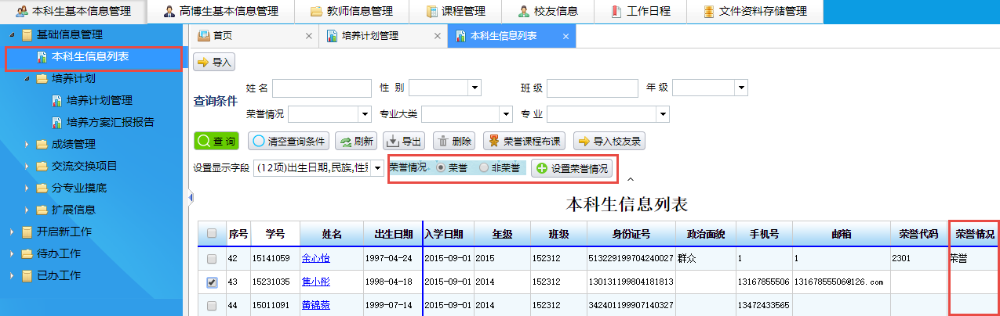 本科生基本信息管理 高博生基本信息管理 教师信息管理 课程管理 校友信息 工作日程 文件资料存储管理
基础信息管理
本科生信息列表
培养计划
培养计划管理
培养方案汇报报告
成绩管理
交流交换项目
分专业摸底
扩展信息
开启新工作
待办工作
已办工作
首页 培养计划管理 本科生信息列表
导入
查询条件
姓 名 性 别 班 级 年 级
荣誉情况 专业大类 专 业
查 询 清空查询条件 刷新 导出 删除 荣誉课程布课 导入校友录
设置显示字段 (12项)出生日期,民族,性别 荣誉情况 荣誉 非荣誉 设置荣誉情况
本科生信息列表
序号 学号 姓名 出生日期 入学日期 年级 班级 身份证号 政治面貌 手机号 邮箱 荣誉代码 荣誉情况
42 15141059 余心怡 1997-04-24 2015-09-01 2015 152312 513229199704240027 群众 1 1 2301 荣誉
43 15231035 焦小彤 1998-04-18 2015-09-01 2014 152312 130131199804181813 13167855506 13167855506@126.com
44 15011091 黄锦蕴 1999-07-14 2015-09-01 2014 152312 342401199907140327 13472433565